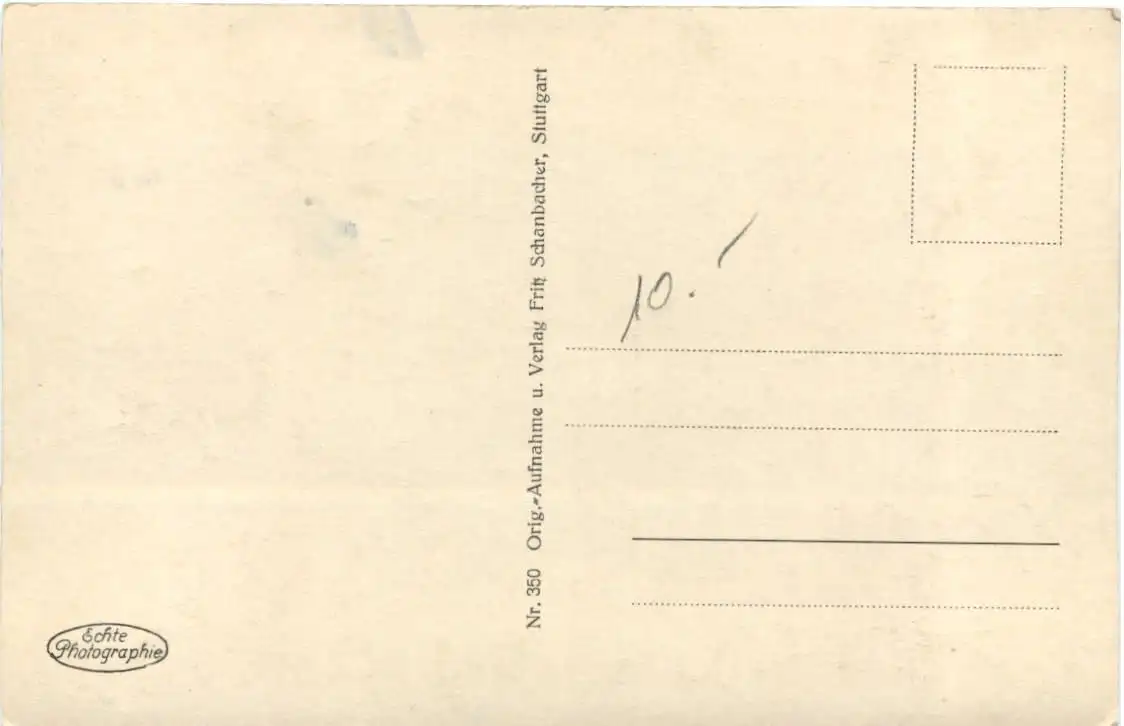 Nr. 350 Orig.-Aufnahme u. Verlag Fritz Schanbacher, Stuttgart
10.-
Echte
Photographie